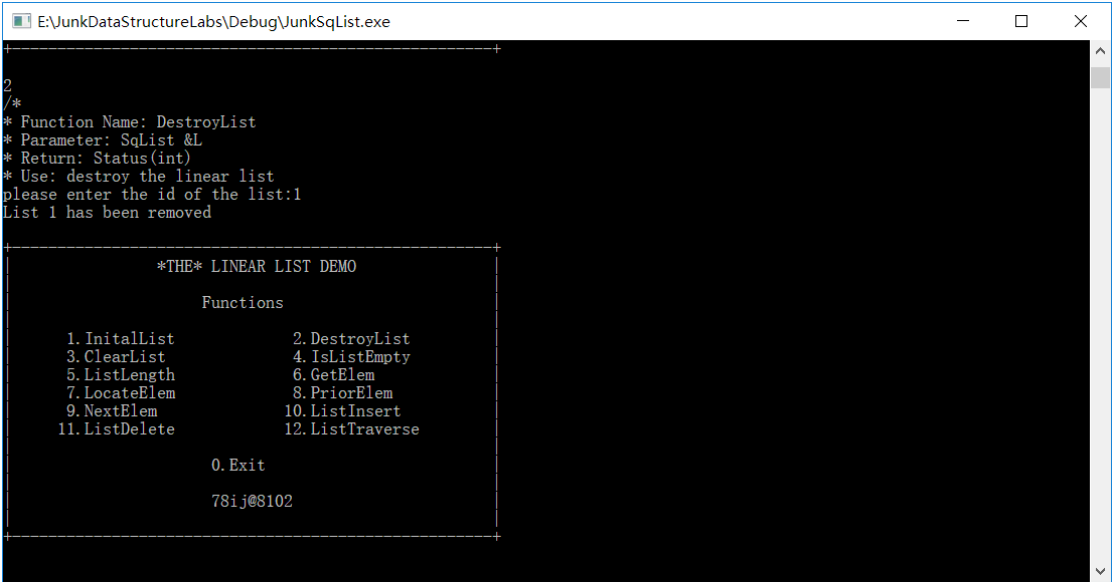 E:\JunkDataStructureLabs\Debug\JunkSqList.exe
+-----------------------------------------------------+
2
/*
* Function Name: DestroyList
* Parameter: SqList &L
* Return: Status(int)
* Use: destroy the linear list
please enter the id of the list:1
List 1 has been removed
+-----------------------------------------------------+
| *THE* LINEAR LIST DEMO |
| Functions |
| 1.InitalList 2.DestroyList |
| 3.ClearList 4.IsListEmpty |
| 5.ListLength 6.GetElem |
| 7.LocateElem 8.PriorElem |
| 9.NextElem 10.ListInsert |
| 11.ListDelete 12.ListTraverse |
| 0.Exit |
| 78ij@8102 |
+-----------------------------------------------------+